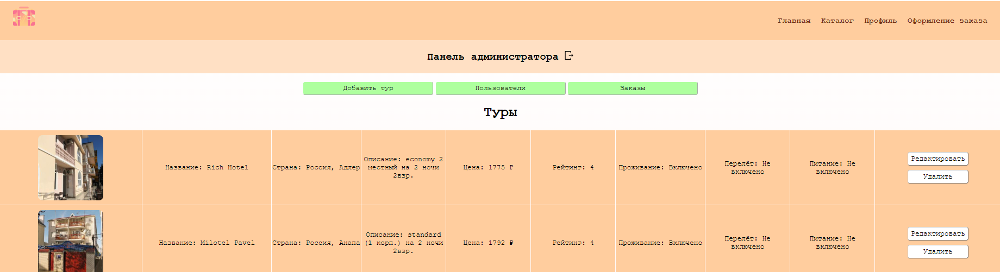 Главная Каталог Профиль Оформление заказа
Панель администратора
Добавить тур Пользователи Заказы
Туры
Название: Rich Hotel
Страна: Россия, Адлер
Описание: economy 2
местный на 2 ночи
2взр.
Цена: 1775 ₽
Рейтинг: 4
Проживание: Включено
Перелёт: Не
включено
Питание: Не
включено
Редактировать
Удалить
Название: Milotel Pavel
Страна: Россия, Анапа
Описание: standard
(1 корп.) на 2 ночи
2взр.
Цена: 1792 ₽
Рейтинг: 4
Проживание: Включено
Перелёт: Не
включено
Питание: Не
включено
Редактировать
Удалить